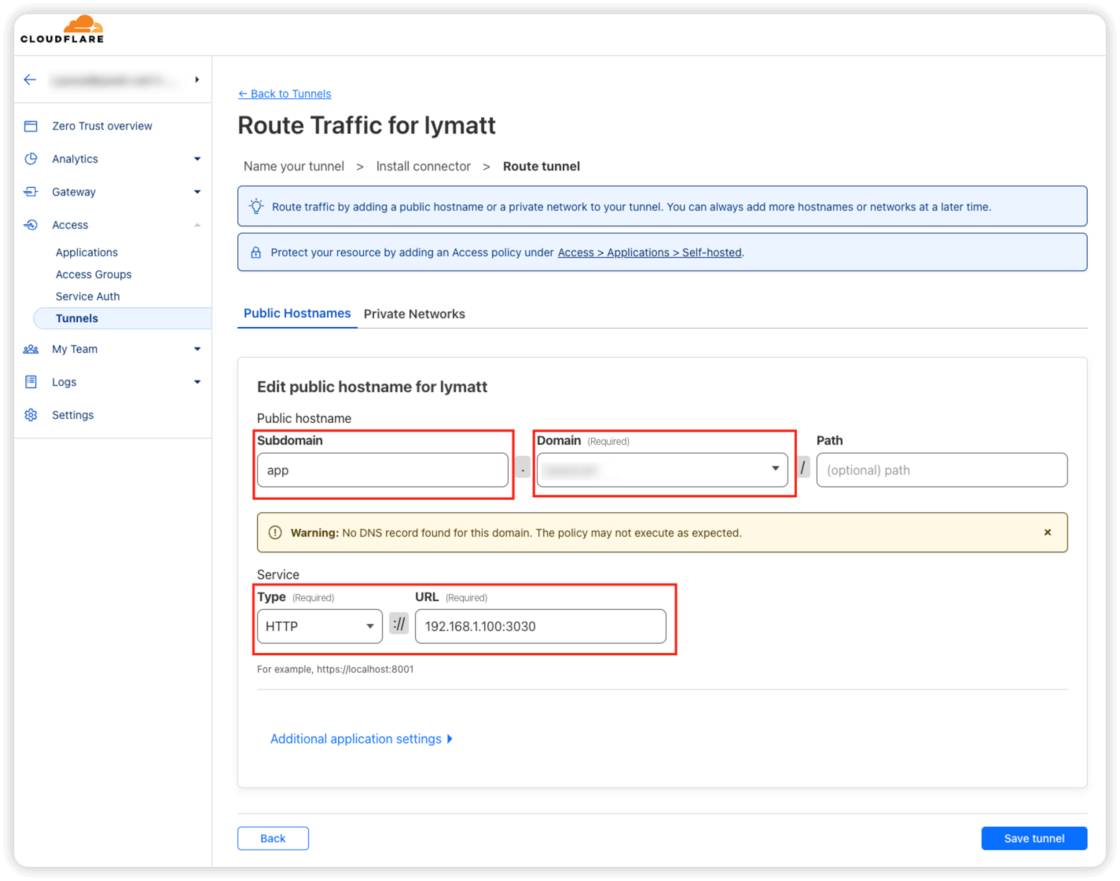 CLOUDFLARE
Zero Trust overview
Analytics
Gateway
Access
Applications
Access Groups
Service Auth
Tunnels
My Team
Logs
Settings
← Back to Tunnels
Route Traffic for lymatt
Name your tunnel > Install connector > Route tunnel
Route traffic by adding a public hostname or a private network to your tunnel. You can always add more hostnames or networks at a later time.
Protect your resource by adding an Access policy under Access > Applications > Self-hosted.
Public Hostnames Private Networks
Edit public hostname for lymatt
Public hostname
Subdomain Domain (Required) Path
app . / (optional) path
Warning: No DNS record found for this domain. The policy may not execute as expected. ×
Service
Type (Required) URL (Required)
HTTP :// 192.168.1.100:3030
For example, https://localhost:8001
Additional application settings
Back Save tunnel